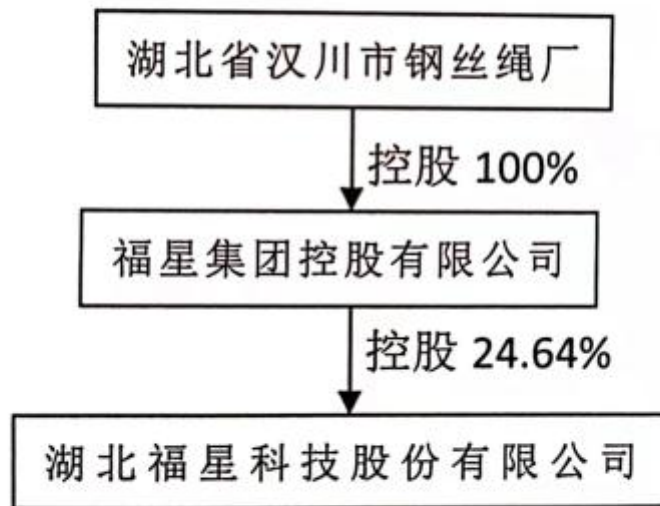 湖北省汉川市钢丝绳厂
控股 100%
福星集团控股有限公司
控股 24.64%
湖北福星科技股份有限公司